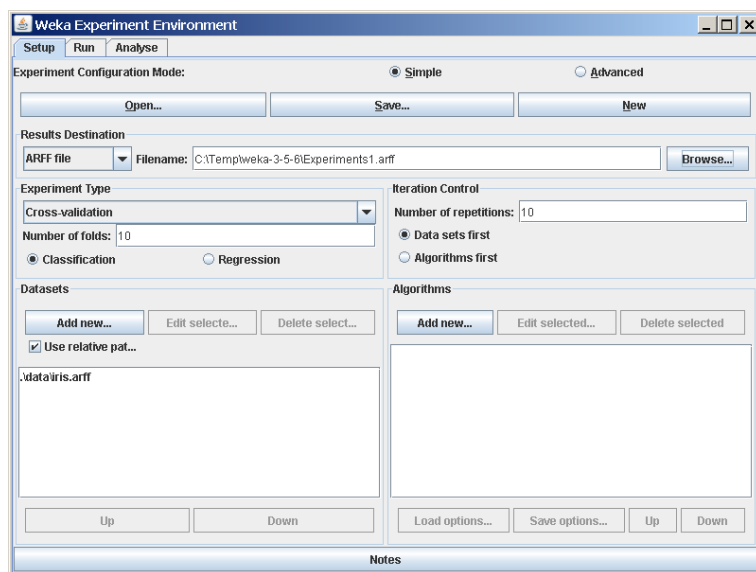 Weka Experiment Environment
Setup Run Analyse
Experiment Configuration Mode: Simple Advanced
Open... Save... New
Results Destination
ARFF file Filename: C:\Temp\weka-3-5-6\Experiments1.arff Browse...
Experiment Type
Cross-validation
Number of folds: 10
Classification Regression
Iteration Control
Number of repetitions: 10
Data sets first
Algorithms first
Datasets
Add new... Edit selecte... Delete select...
Use relative pat...
.\data\iris.arff
Up Down
Algorithms
Add new... Edit selected... Delete selected
Load options... Save options... Up Down
Notes